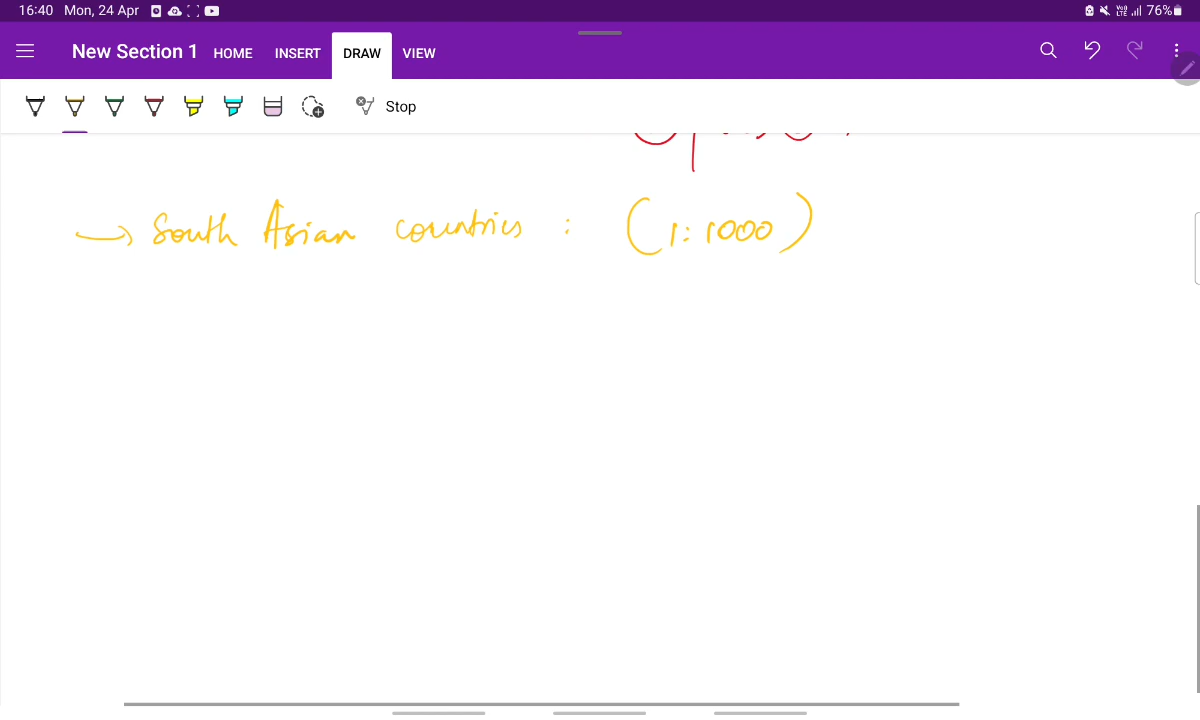 16:40 Mon, 24 Apr 76%
New Section 1 HOME INSERT DRAW VIEW
Stop
→ South Asian countries : (1:1000)